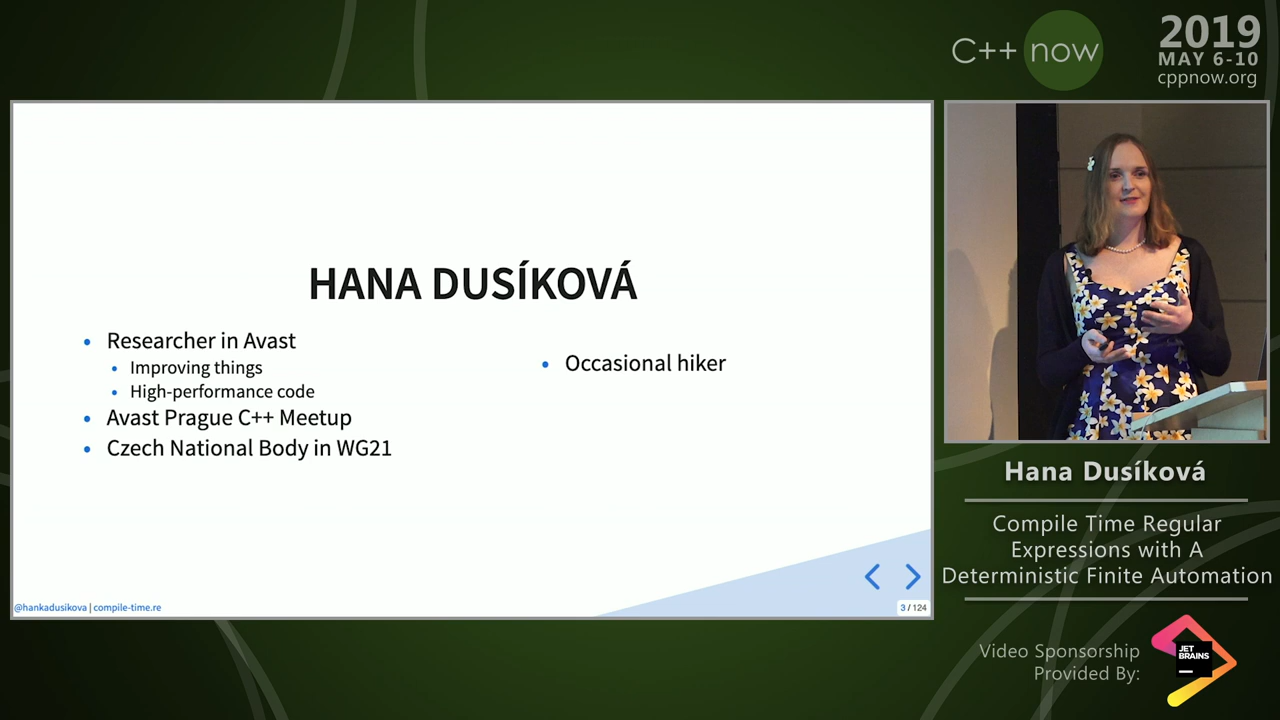 C++ now
2019
MAY 6-10
cppnow.org
HANA DUSÍKOVÁ
Researcher in Avast
Improving things
High-performance code
Avast Prague C++ Meetup
Czech National Body in WG21
Occasional hiker
@hankadusikova | compile-time.re
3 / 124
Hana Dusíková
Compile Time Regular
Expressions with A
Deterministic Finite Automation
Video Sponsorship
Provided By:
JET
BRAINS